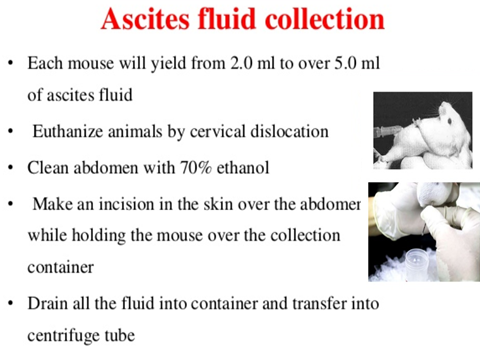 Ascites fluid collection
• Each mouse will yield from 2.0 ml to over 5.0 ml
of ascites fluid
• Euthanize animals by cervical dislocation
• Clean abdomen with 70% ethanol
• Make an incision in the skin over the abdomen
while holding the mouse over the collection
container
• Drain all the fluid into container and transfer into
centrifuge tube